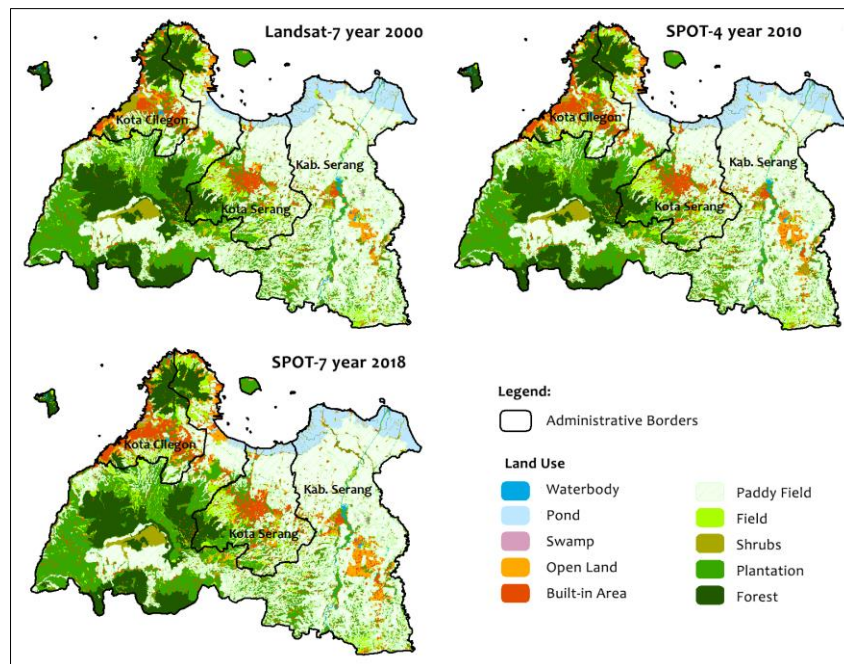 Landsat-7 year 2000
Kota Cilegon
Kab. Serang
Kota Serang
SPOT-4 year 2010
Kota Cilegon
Kab. Serang
Kota Serang
SPOT-7 year 2018
Kota Cilegon
Kab. Serang
Kota Serang
Legend:
Administrative Borders
Land Use
Waterbody
Pond
Swamp
Open Land
Built-in Area
Paddy Field
Field
Shrubs
Plantation
Forest